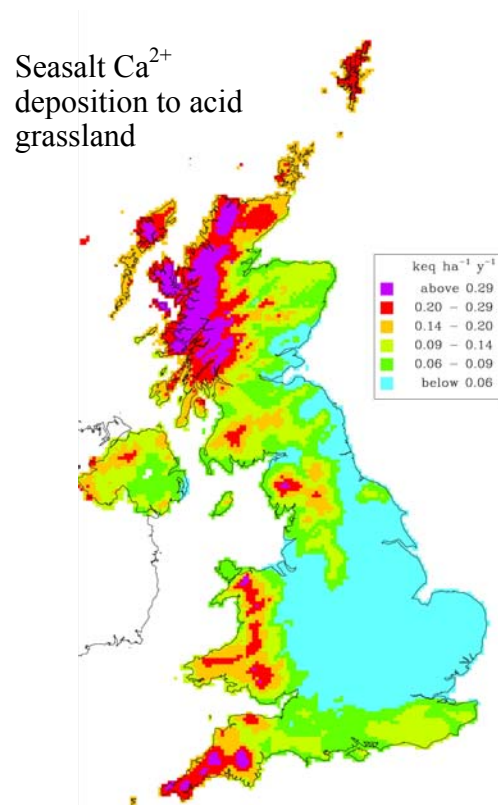 Seasalt Ca²⁺
deposition to acid
grassland
keq ha⁻¹ y⁻¹
above 0.29
0.20 – 0.29
0.14 – 0.20
0.09 – 0.14
0.06 – 0.09
below 0.06